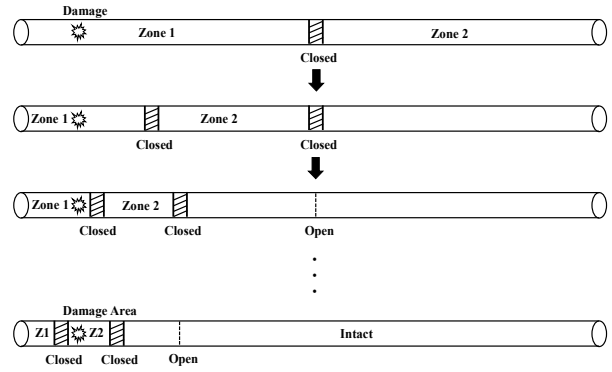 Damage
Zone 1 Zone 2
Closed
Zone 1 Zone 2
Closed Closed
Zone 1 Zone 2
Closed Closed Open
Damage Area
Z1 Z2 Intact
Closed Closed Open